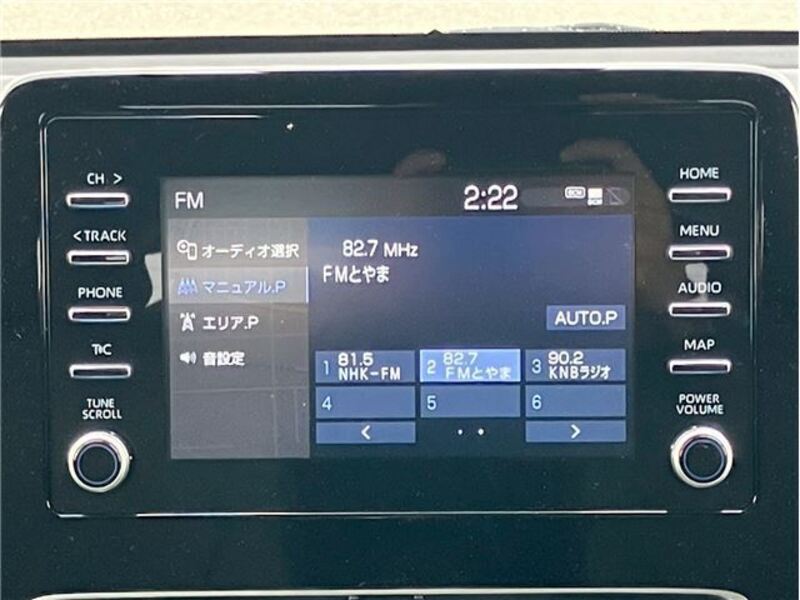 CH >
< TRACK
PHONE
T:C
TUNE
SCROLL
FM
2:22
DCM
DCM
オーディオ選択
マニュアル.P
エリア.P
音設定
82.7 MHz
FMとやま
AUTO.P
1 81.5 NHK-FM
2 82.7 FMとやま
3 90.2 KNBラジオ
4
5
6
<
>
HOME
MENU
AUDIO
MAP
POWER
VOLUME